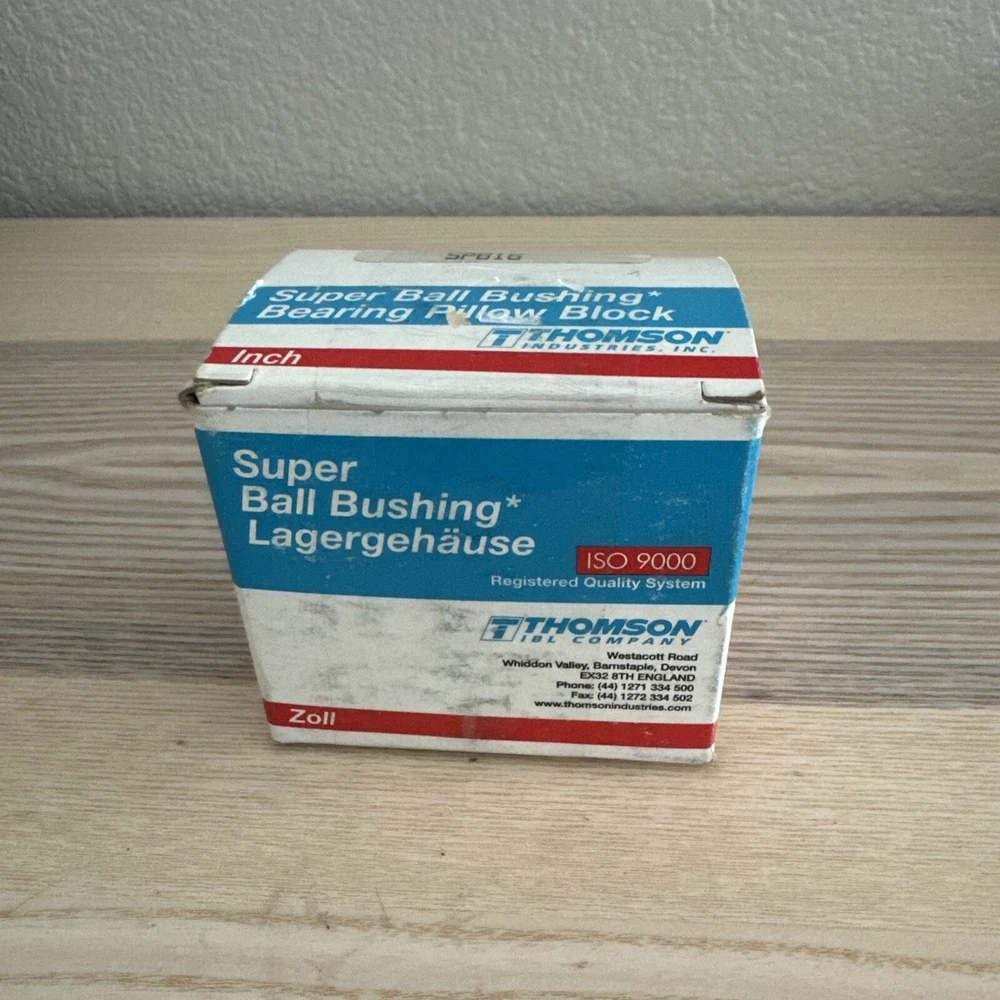 SPB16
Super Ball Bushing*
Bearing Pillow Block
THOMSON
INDUSTRIES, INC.
Inch
Super
Ball Bushing*
Lagergehäuse
ISO 9000
Registered Quality System
THOMSON
IBL COMPANY
Westacott Road
Whiddon Valley, Barnstaple, Devon
EX32 8TH ENGLAND
Phone: (44) 1271 334 500
Fax: (44) 1272 334 502
www.thomsonindustries.com
Zoll